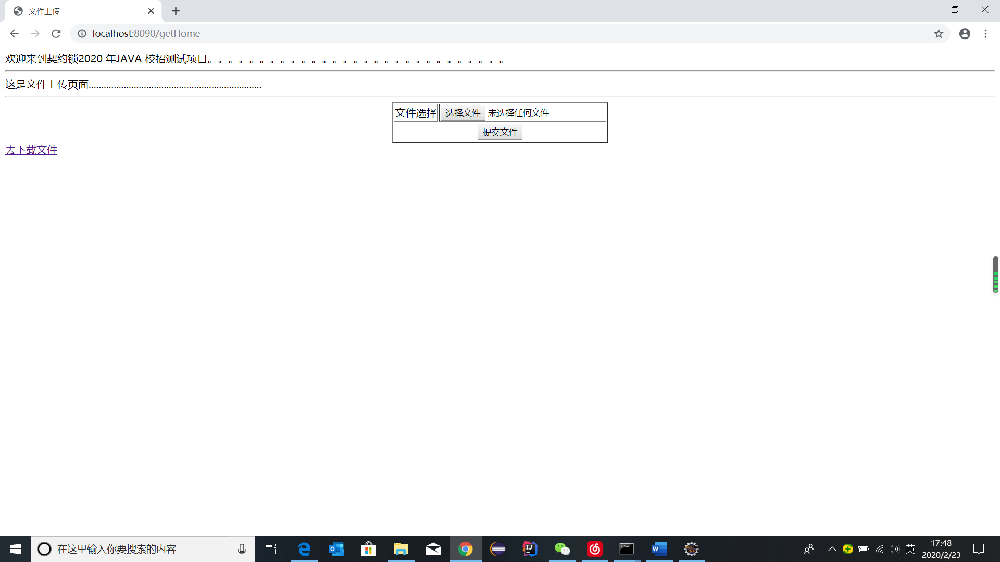 文件上传
localhost:8090/getHome
欢迎来到契约锁2020 年JAVA 校招测试项目。。。。。。。。。。。。。。。。。。。。。。。。。。。。。
这是文件上传页面.....................................................................
文件选择 选择文件 未选择任何文件
提交文件
去下载文件
在这里输入你要搜索的内容
英
17:48
2020/2/23